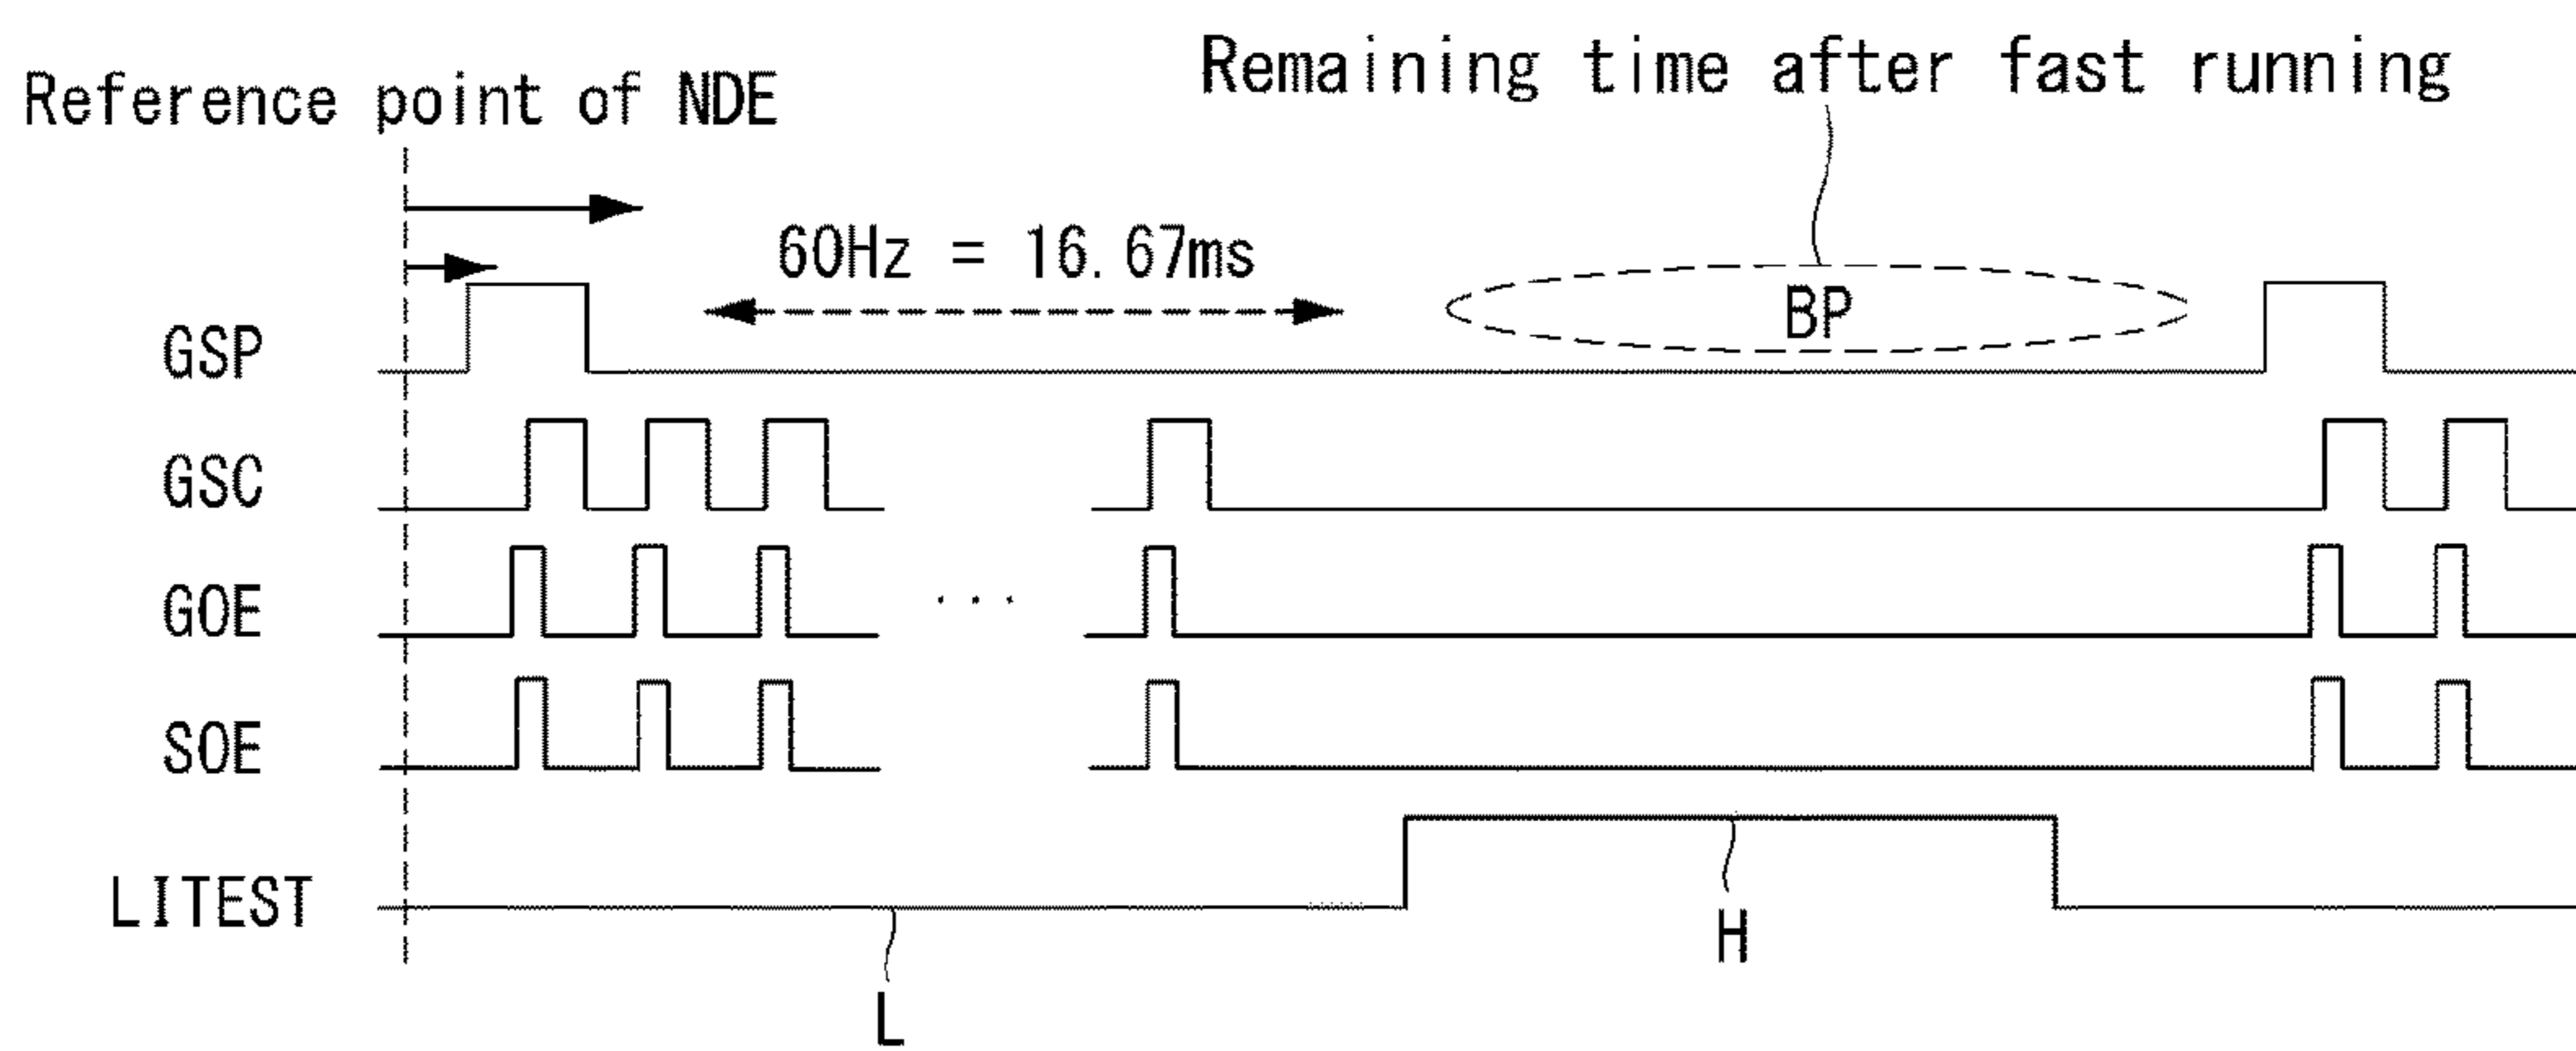 Remaining time after fast running
Reference point of NDE
60Hz = 16.67ms
BP
GSP
GSC
GOE
...
SOE
LITEST
H
L